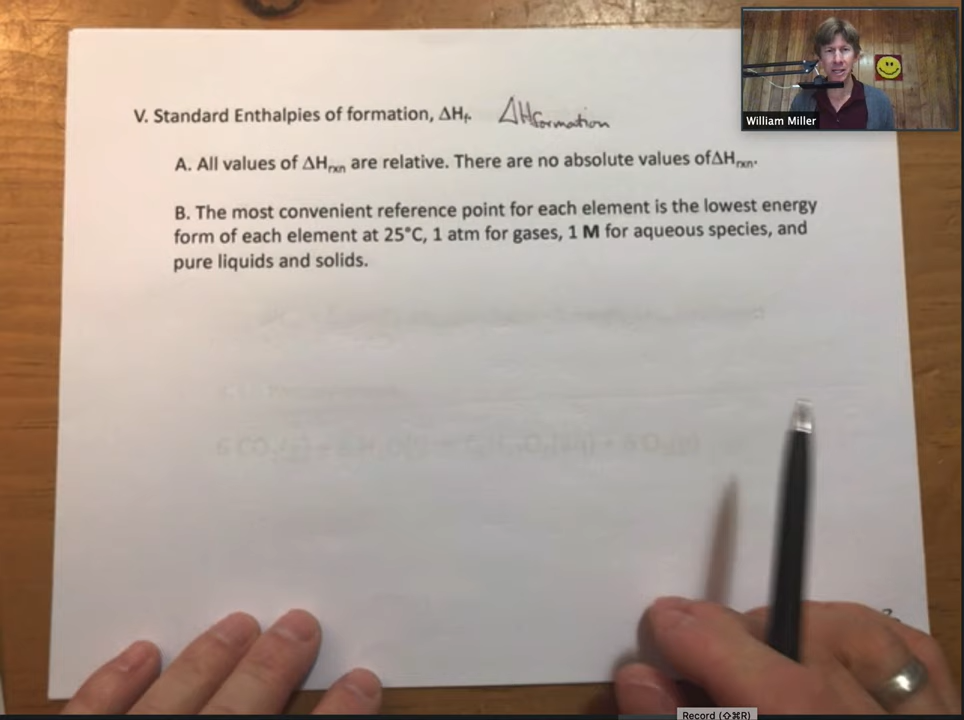 V. Standard Enthalpies of formation, ΔHf. ΔHformation
A. All values of ΔHrxn are relative. There are no absolute values ofΔHrxn.
B. The most convenient reference point for each element is the lowest energy
form of each element at 25°C, 1 atm for gases, 1 M for aqueous species, and
pure liquids and solids.
William Miller
Record (⇧⌘R)